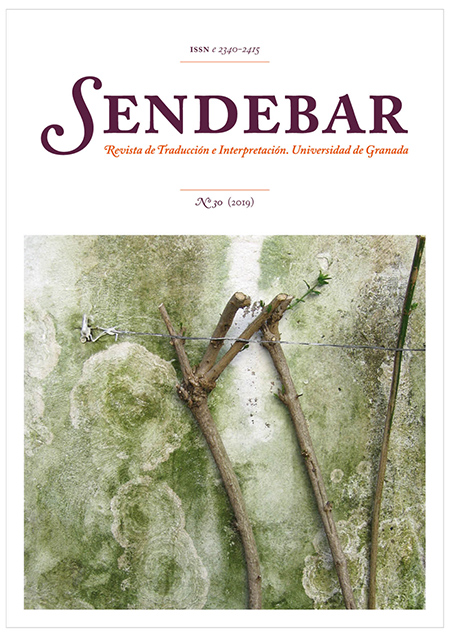 ISSN e 2340–2415
SENDEBAR
Revista de Traducción e Interpretación. Universidad de Granada
Nº 30 (2019)